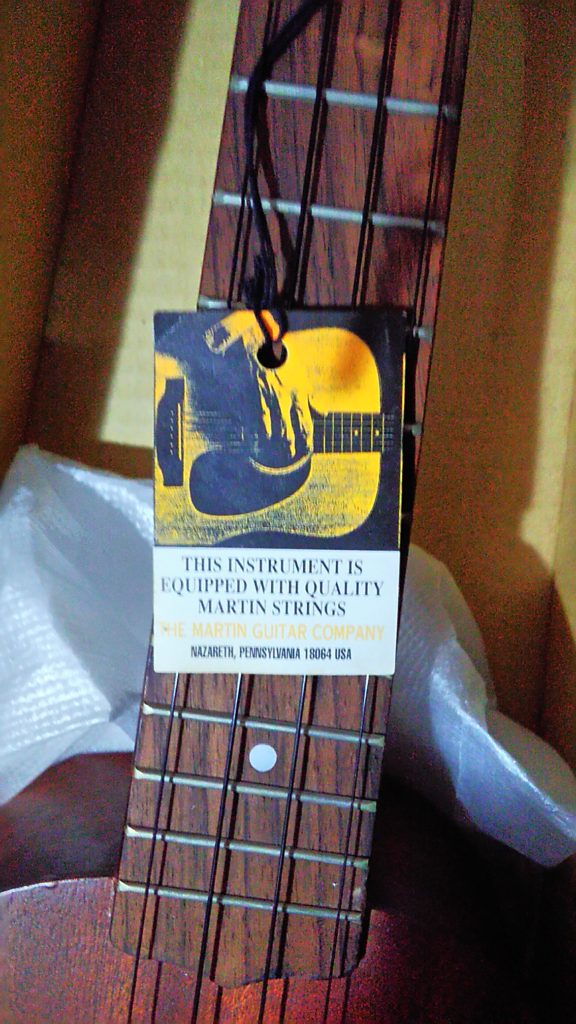 THIS INSTRUMENT IS
EQUIPPED WITH QUALITY
MARTIN STRINGS
THE MARTIN GUITAR COMPANY
NAZARETH, PENNSYLVANIA 18064 USA